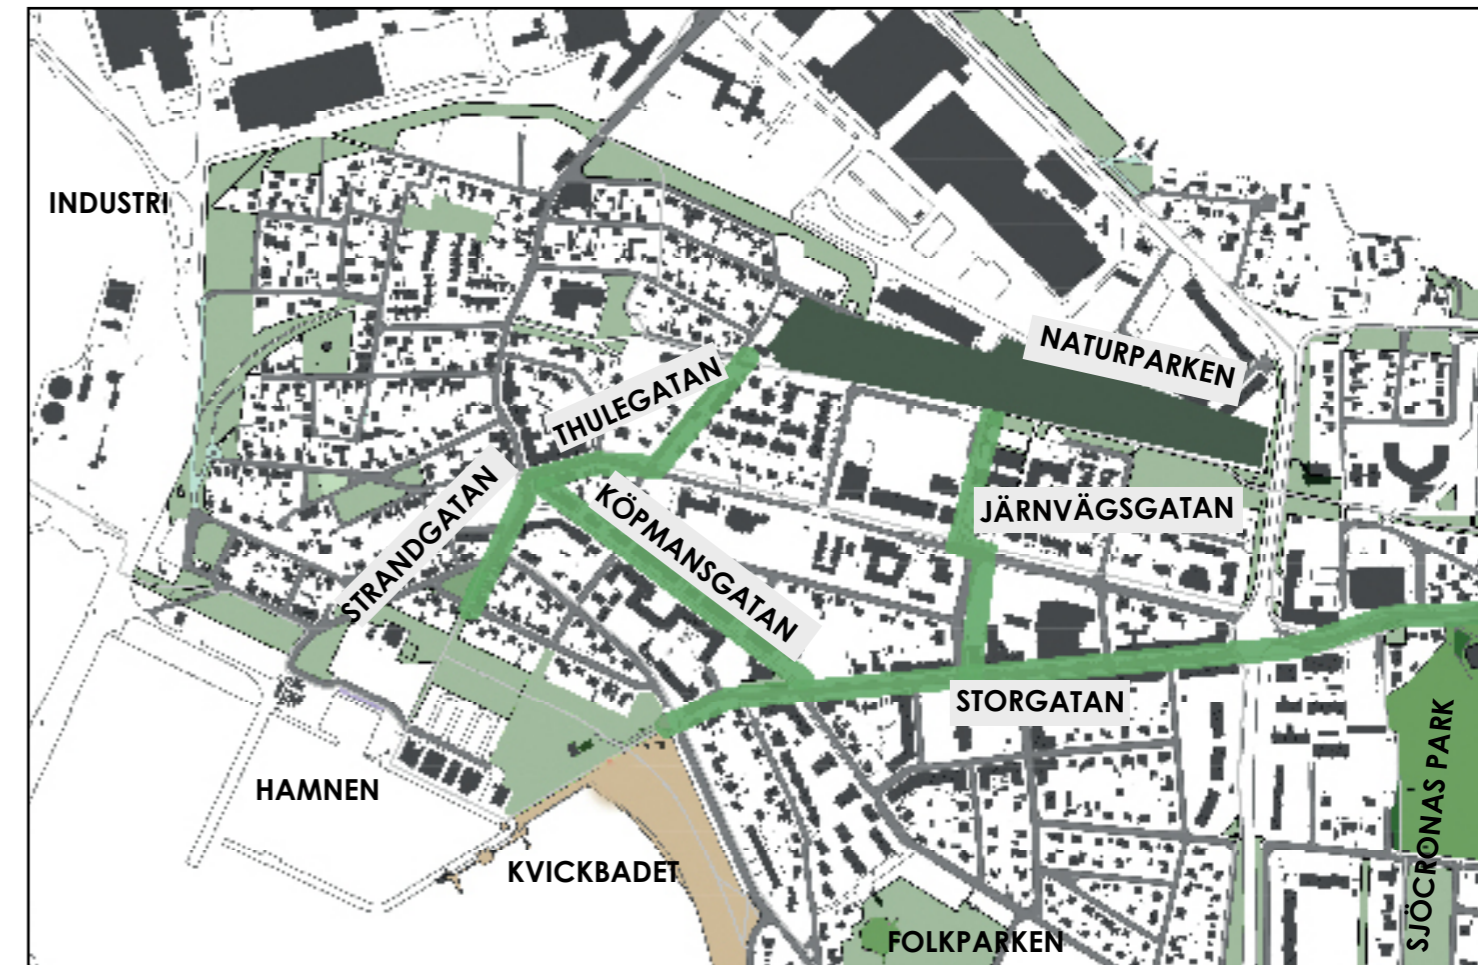 INDUSTRI
NATURPARKEN
THULEGATAN
STRANDGATAN
KÖPMANSGATAN
JÄRNVÄGSGATAN
STORGATAN
HAMNEN
KVICKBADET
FOLKPARKEN
SJÖCRONAS PARK